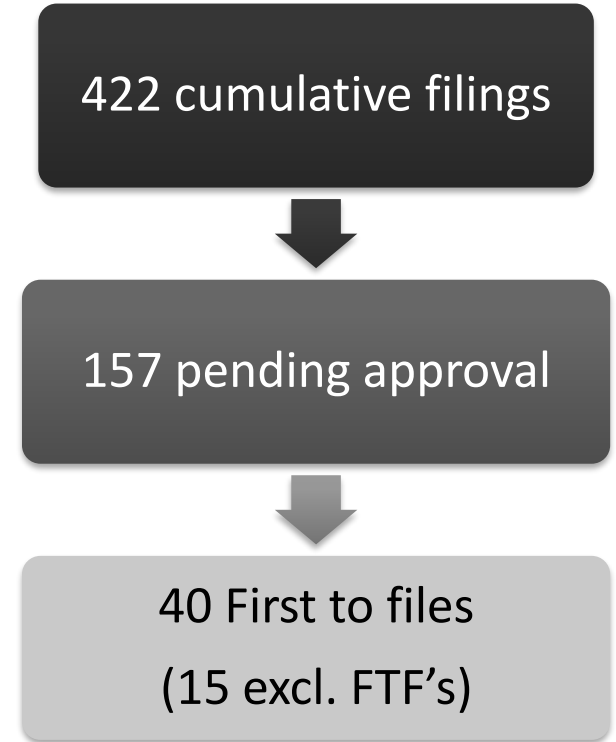 422 cumulative filings
157 pending approval
40 First to files
(15 excl. FTF’s)